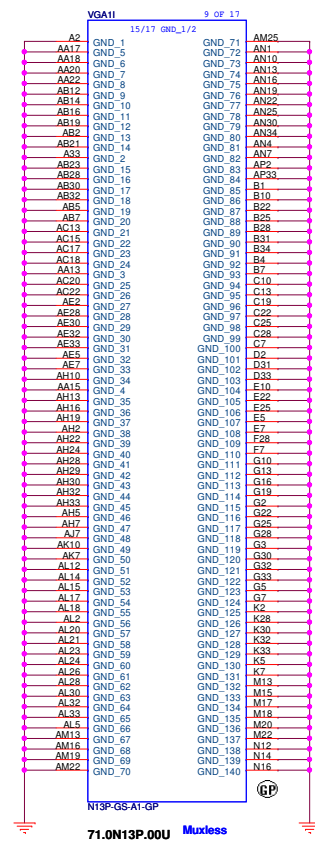 VGA1I 9 OF 17
15/17 GND_1/2
A2 GND_1 GND_71 AM25
AA17 GND_5 GND_72 AN1
AA18 GND_6 GND_73 AN10
AA20 GND_7 GND_74 AN13
AA22 GND_8 GND_75 AN16
AB12 GND_9 GND_76 AN19
AB14 GND_10 GND_77 AN22
AB16 GND_11 GND_78 AN25
AB19 GND_12 GND_79 AN30
AB2 GND_13 GND_80 AN34
AB21 GND_14 GND_81 AN4
A33 GND_2 GND_82 AN7
AB23 GND_15 GND_83 AP2
AB28 GND_16 GND_84 AP33
AB30 GND_17 GND_85 B1
AB32 GND_18 GND_86 B10
AB5 GND_19 GND_87 B22
AB7 GND_20 GND_88 B25
AC13 GND_21 GND_89 B28
AC15 GND_22 GND_90 B31
AC17 GND_23 GND_91 B34
AC18 GND_24 GND_92 B4
AA13 GND_3 GND_93 B7
AC20 GND_25 GND_94 C10
AC22 GND_26 GND_95 C13
AE2 GND_27 GND_96 C19
AE28 GND_28 GND_97 C22
AE30 GND_29 GND_98 C25
AE32 GND_30 GND_99 C28
AE33 GND_31 GND_100 C7
AE5 GND_32 GND_101 D2
AE7 GND_33 GND_102 D31
AH10 GND_34 GND_103 D33
AA15 GND_4 GND_104 E10
AH13 GND_35 GND_105 E22
AH16 GND_36 GND_106 E25
AH19 GND_37 GND_107 E5
AH2 GND_38 GND_108 E7
AH22 GND_39 GND_109 F28
AH24 GND_40 GND_110 F7
AH28 GND_41 GND_111 G10
AH29 GND_42 GND_112 G13
AH30 GND_43 GND_113 G16
AH32 GND_44 GND_114 G19
AH33 GND_45 GND_115 G2
AH5 GND_46 GND_116 G22
AH7 GND_47 GND_117 G25
AJ7 GND_48 GND_118 G28
AK10 GND_49 GND_119 G3
AK7 GND_50 GND_120 G30
AL12 GND_51 GND_121 G32
AL14 GND_52 GND_122 G33
AL15 GND_53 GND_123 G5
AL17 GND_54 GND_124 G7
AL18 GND_55 GND_125 K2
AL2 GND_56 GND_126 K28
AL20 GND_57 GND_127 K30
AL21 GND_58 GND_128 K32
AL23 GND_59 GND_129 K33
AL24 GND_60 GND_130 K5
AL26 GND_61 GND_131 K7
AL28 GND_62 GND_132 M13
AL30 GND_63 GND_133 M15
AL32 GND_64 GND_134 M17
AL33 GND_65 GND_135 M18
AL5 GND_66 GND_136 M20
AM13 GND_67 GND_137 M22
AM16 GND_68 GND_138 N12
AM19 GND_69 GND_139 N14
AM22 GND_70 GND_140 N16
GP
N13P-GS-A1-GP
71.0N13P.00U Muxless